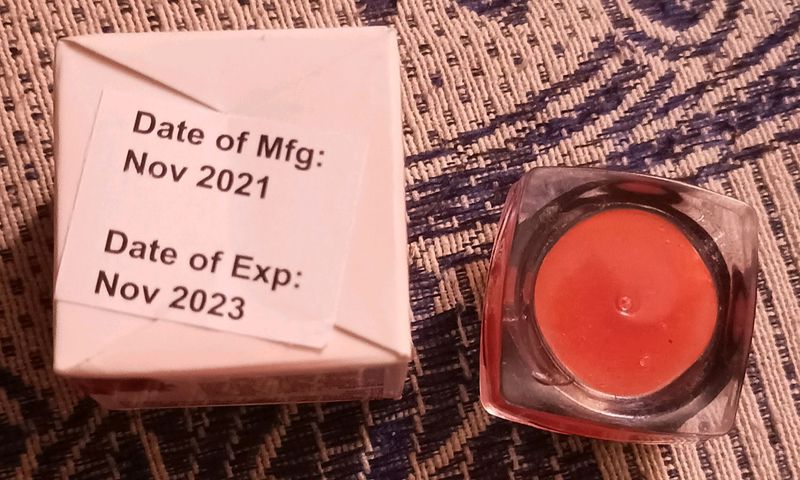 Date of Mfg:
Nov 2021
Date of Exp:
Nov 2023